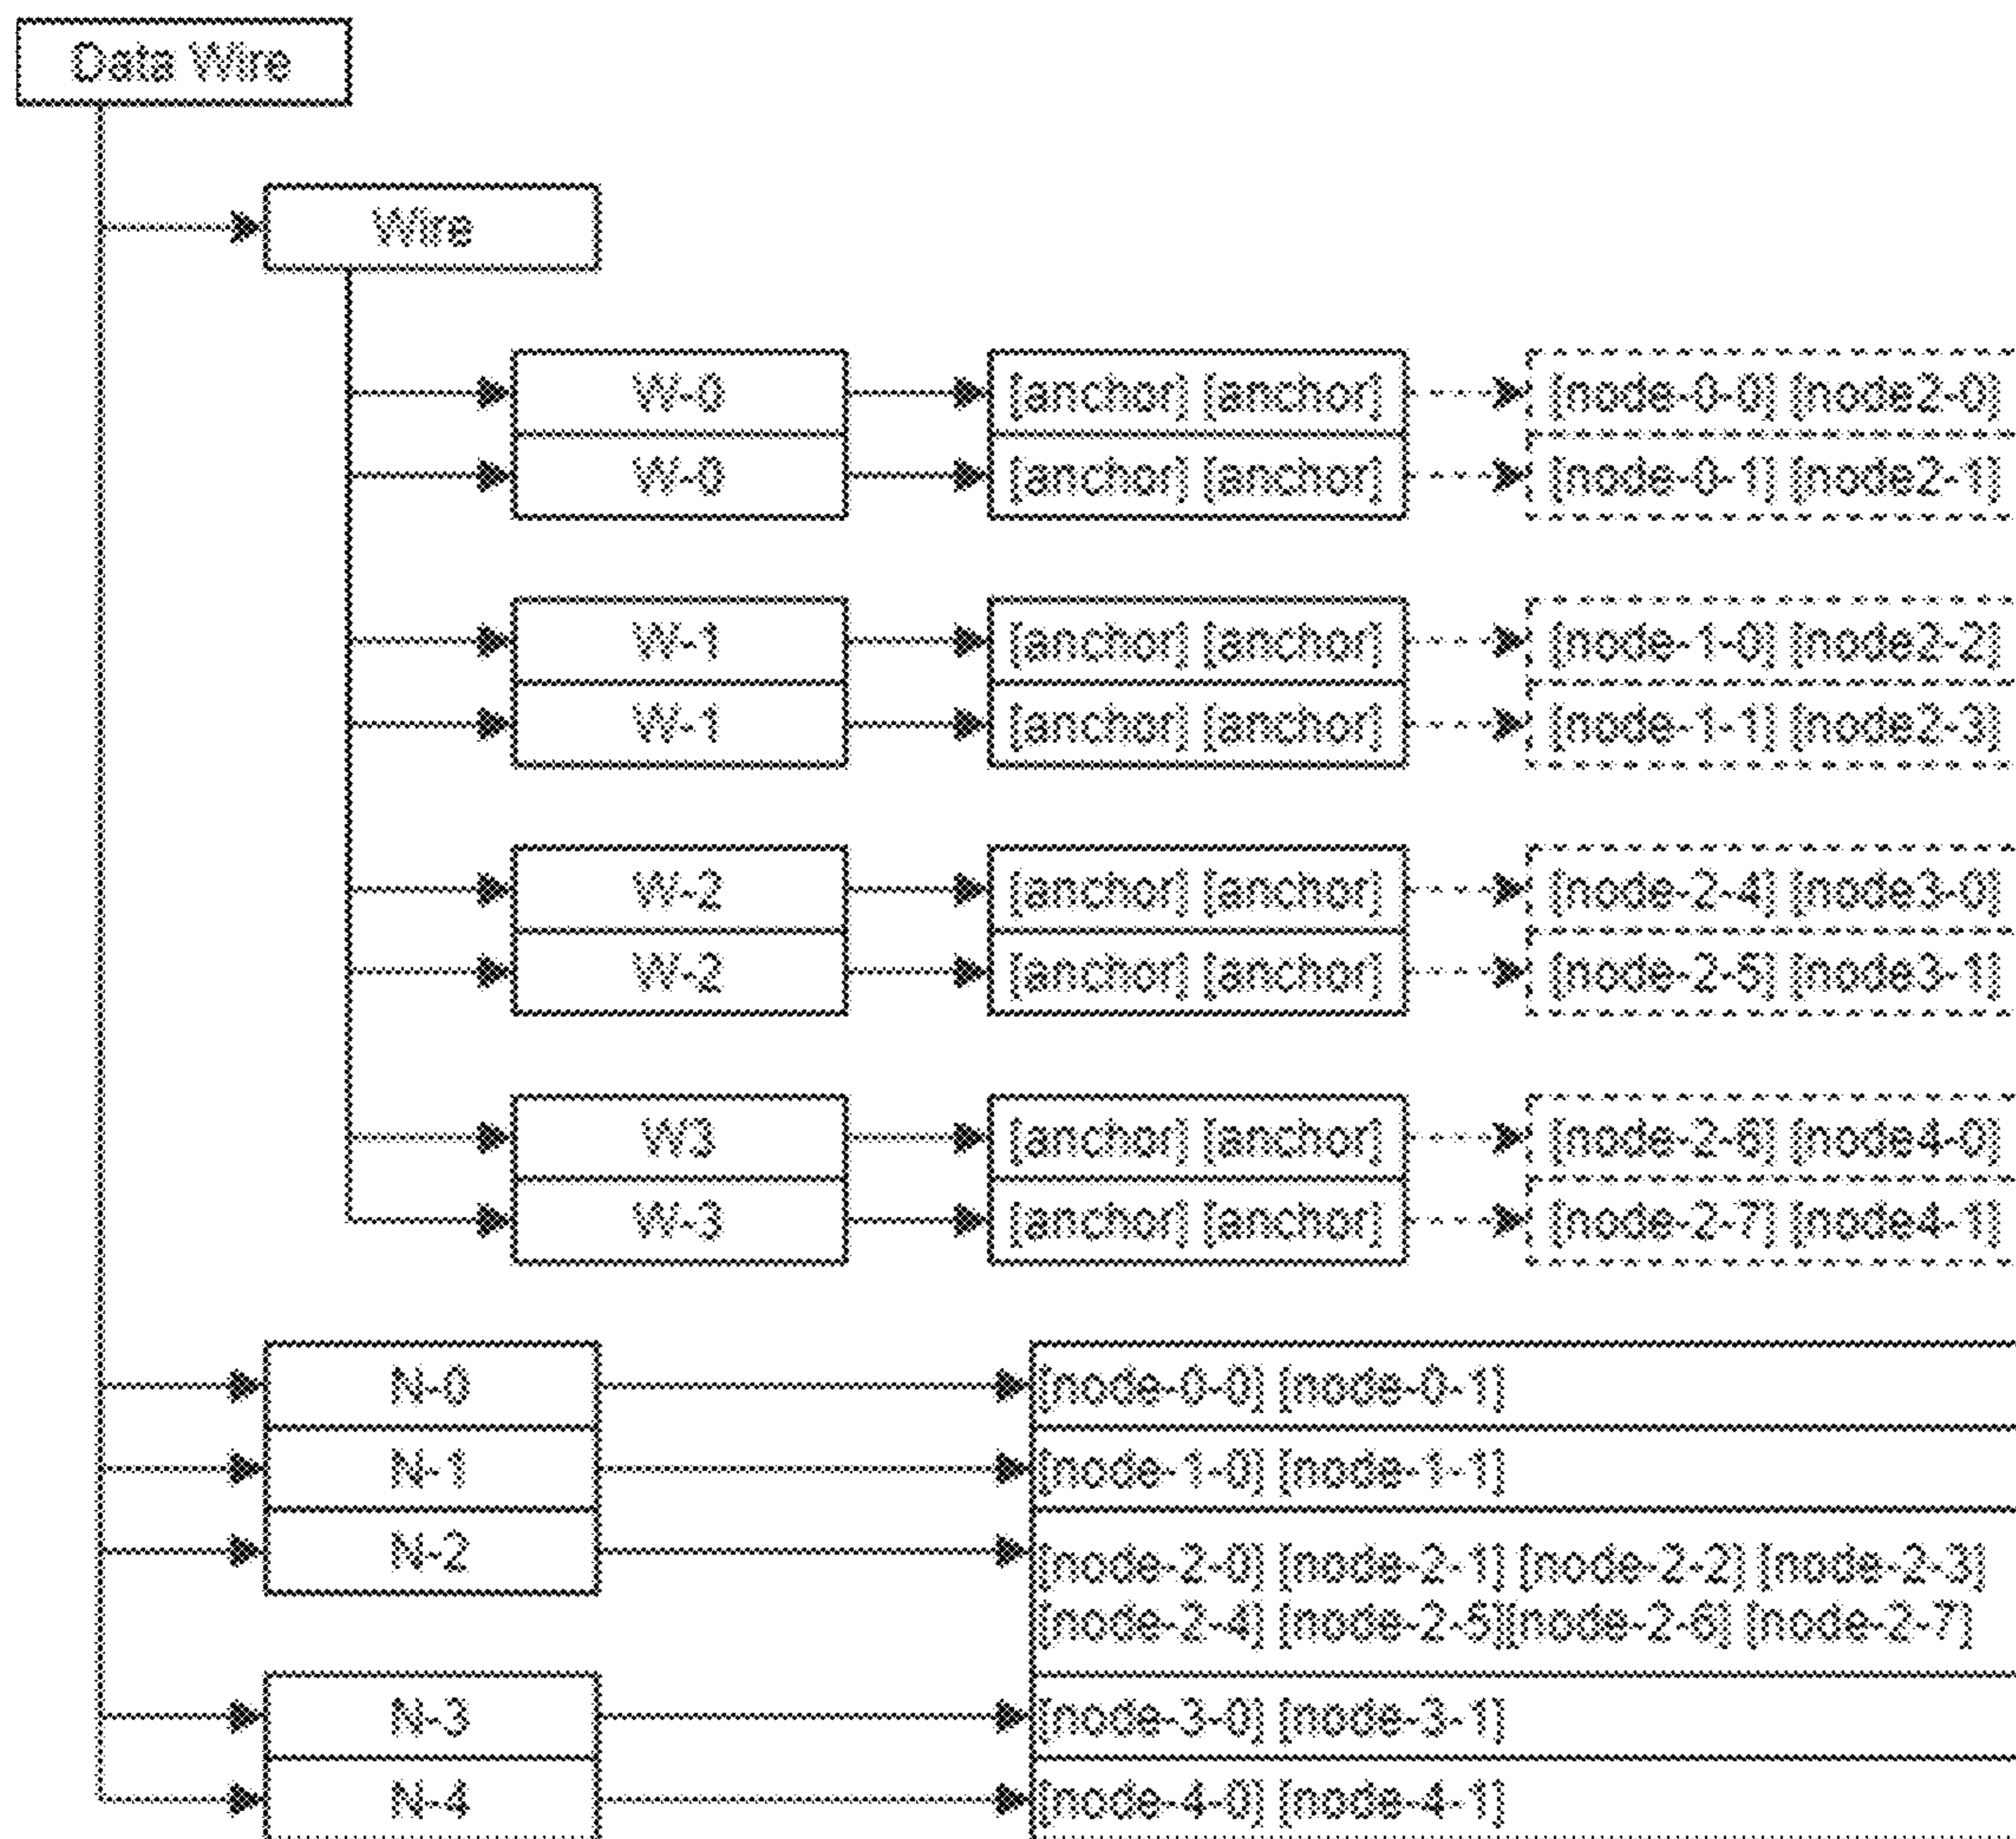 Data Wire
Wire
W-0 [anchor] [anchor] [node-0-0] [node2-0]
W-0 [anchor] [anchor] [node-0-1] [node2-1]
W-1 [anchor] [anchor] [node-1-0] [node2-2]
W-1 [anchor] [anchor] [node-1-1] [node2-3]
W-2 [anchor] [anchor] [node-2-4] [node3-0]
W-2 [anchor] [anchor] [node-2-5] [node3-1]
W3 [anchor] [anchor] [node-2-6] [node4-0]
W-3 [anchor] [anchor] [node-2-7] [node4-1]
N-0 [node-0-0] [node-0-1]
N-1 [node-1-0] [node-1-1]
N-2 [node-2-0] [node-2-1] [node-2-2] [node-2-3]
[node-2-4] [node-2-5][node-2-6] [node-2-7]
N-3 [node-3-0] [node-3-1]
N-4 [node-4-0] [node-4-1]